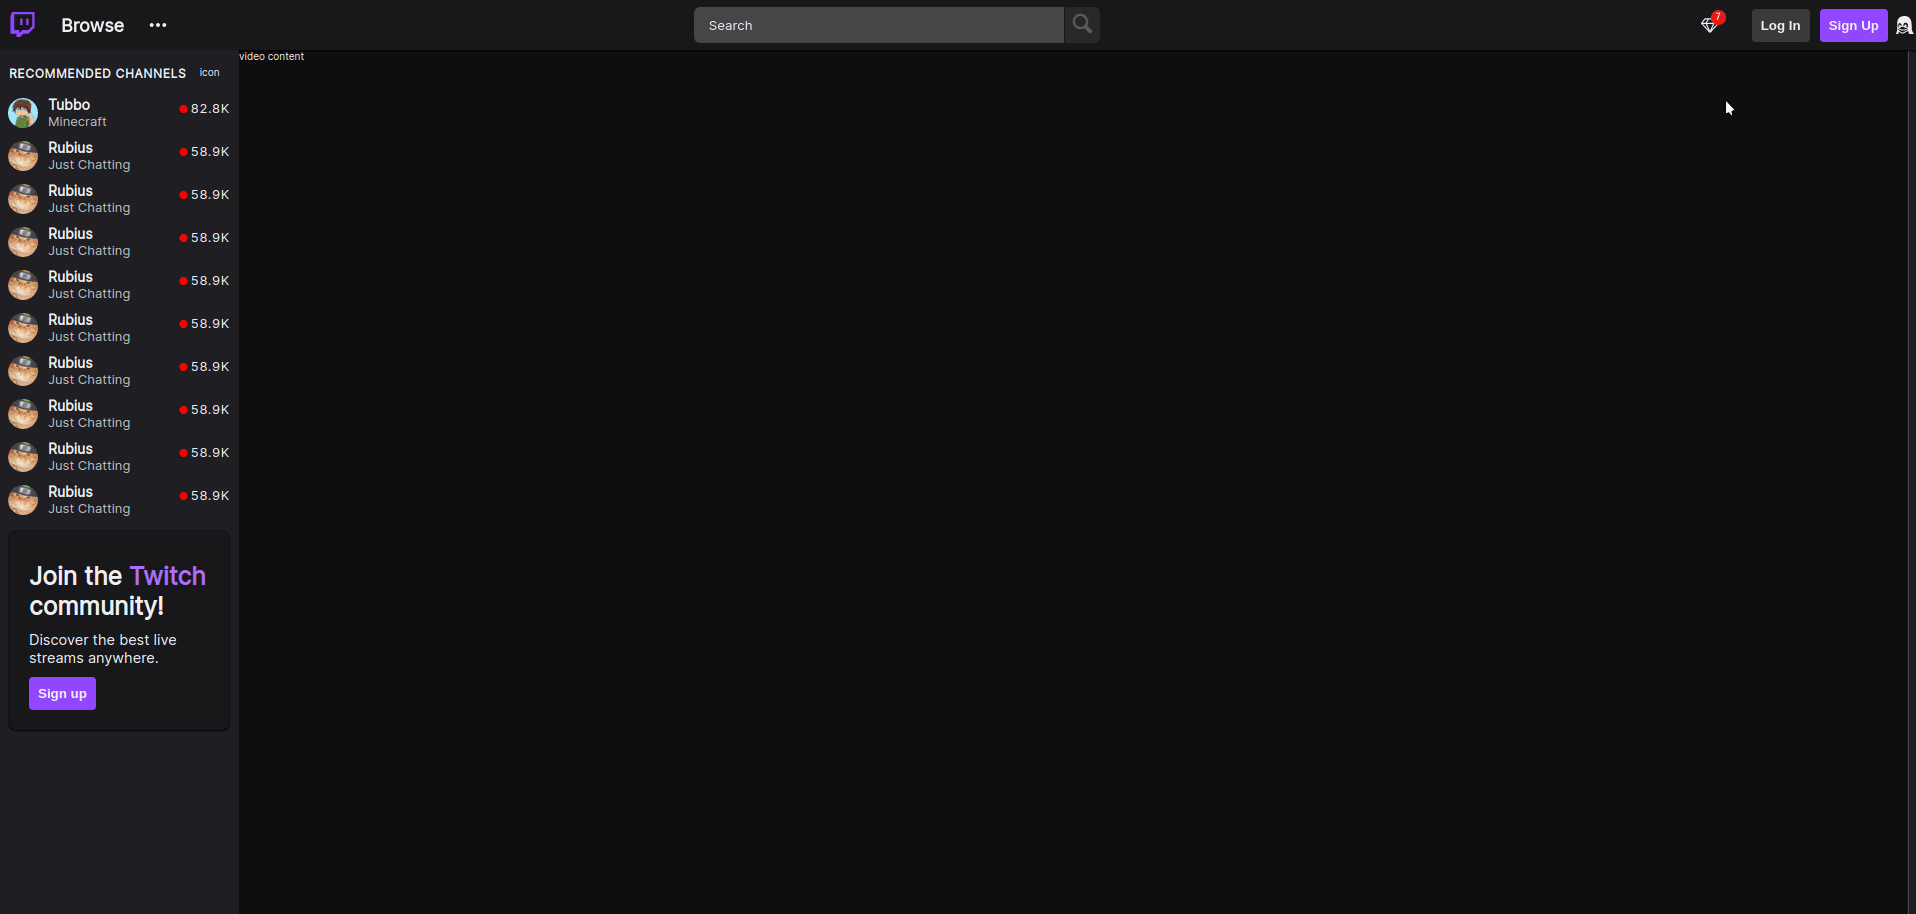 Browse
Search
7
Log In
Sign Up
RECOMMENDED CHANNELS icon
video content
Tubbo 82.8K
Minecraft
Rubius 58.9K
Just Chatting
Rubius 58.9K
Just Chatting
Rubius 58.9K
Just Chatting
Rubius 58.9K
Just Chatting
Rubius 58.9K
Just Chatting
Rubius 58.9K
Just Chatting
Rubius 58.9K
Just Chatting
Rubius 58.9K
Just Chatting
Rubius 58.9K
Just Chatting
Join the Twitch
community!
Discover the best live
streams anywhere.
Sign up